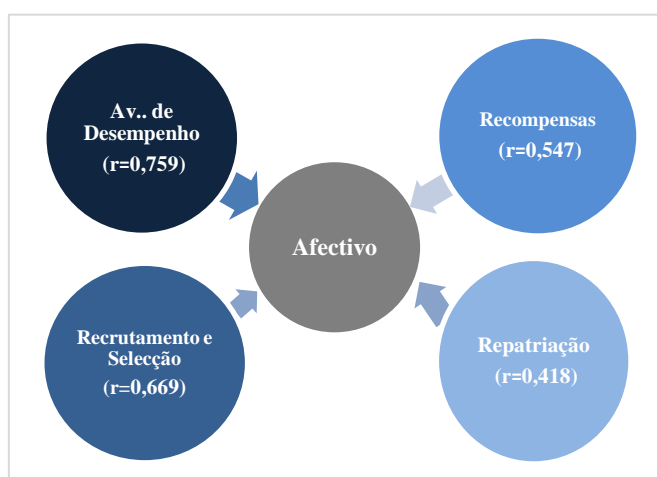 Av.. de
Desempenho
(r=0,759)
Recompensas
(r=0,547)
Afectivo
Recrutamento e
Selecção
(r=0,669)
Repatriação
(r=0,418)